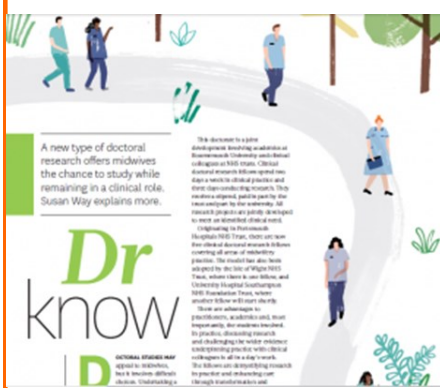 A new type of doctoral
research offers midwives
the chance to study while
remaining in a clinical role.
Susan Way explains more.
Dr
know
DOCTORAL STUDIES MAY
appeal to midwives,
but it involves difficult
choices. Undertaking a
This document is a joint
development involving academics at
Bournemouth University and clinical
colleagues at NHS trusts. Clinical
doctoral research fellows spend two
days a week in clinical practice and
three days conducting research. They
receive a stipend, paid in part by the
trust and part by the university. All
research projects are jointly developed
to meet an identified clinical need.
Originating in Portsmouth
Hospitals NHS Trust, there are now
five clinical doctoral research fellows
covering all areas of midwifery
practice. The model has also been
adopted by the Isle of Wight NHS
Trust, where there is one fellow, and
University Hospital Southampton
NHS Foundation Trust, where
another fellow will start shortly.
There are advantages to
practitioners, academics and, most
importantly, the students involved.
In practice, discussing research
and challenging the wider evidence
underpinning practice with clinical
colleagues is all in a day's work.
The fellows are demystifying research
in practice and enhancing care
through transformation and